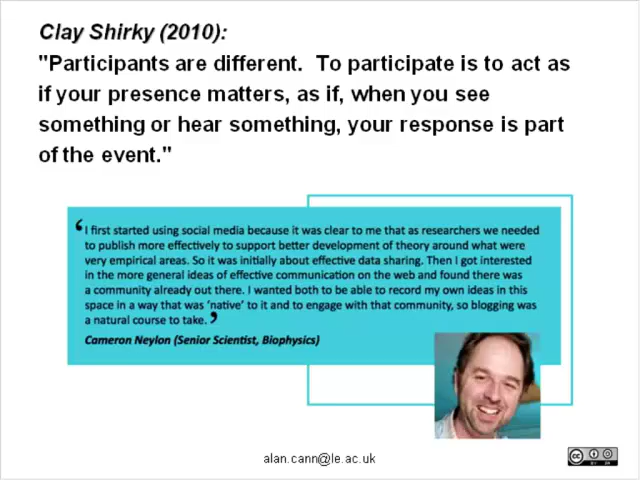 Clay Shirky (2010):
"Participants are different.  To participate is to act as
if your presence matters, as if, when you see
something or hear something, your response is part
of the event."
‘I first started using social media because it was clear to me that as researchers we needed
to publish more effectively to support better development of theory around what were
very empirical areas. So it was initially about effective data sharing. Then I got interested
in the more general ideas of effective communication on the web and found there was
a community already out there. I wanted both to be able to record my own ideas in this
space in a way that was ‘native’ to it and to engage with that community, so blogging was
a natural course to take.’
Cameron Neylon (Senior Scientist, Biophysics)
alan.cann@le.ac.uk
cc